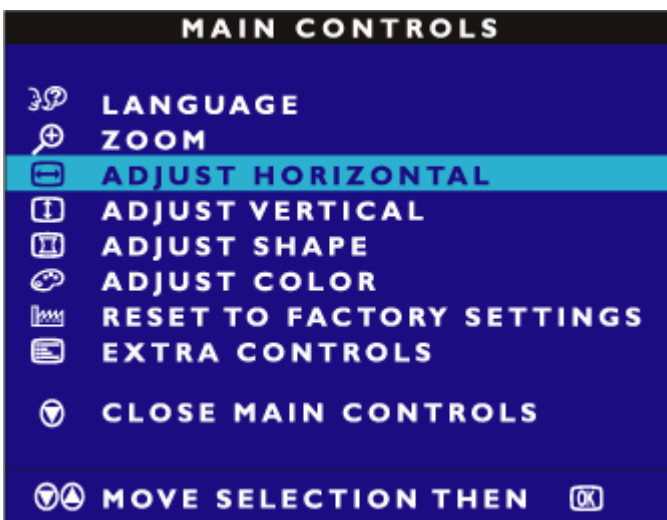 MAIN CONTROLS
LANGUAGE
ZOOM
ADJUST HORIZONTAL
ADJUST VERTICAL
ADJUST SHAPE
ADJUST COLOR
RESET TO FACTORY SETTINGS
EXTRA CONTROLS
CLOSE MAIN CONTROLS
MOVE SELECTION THEN OK